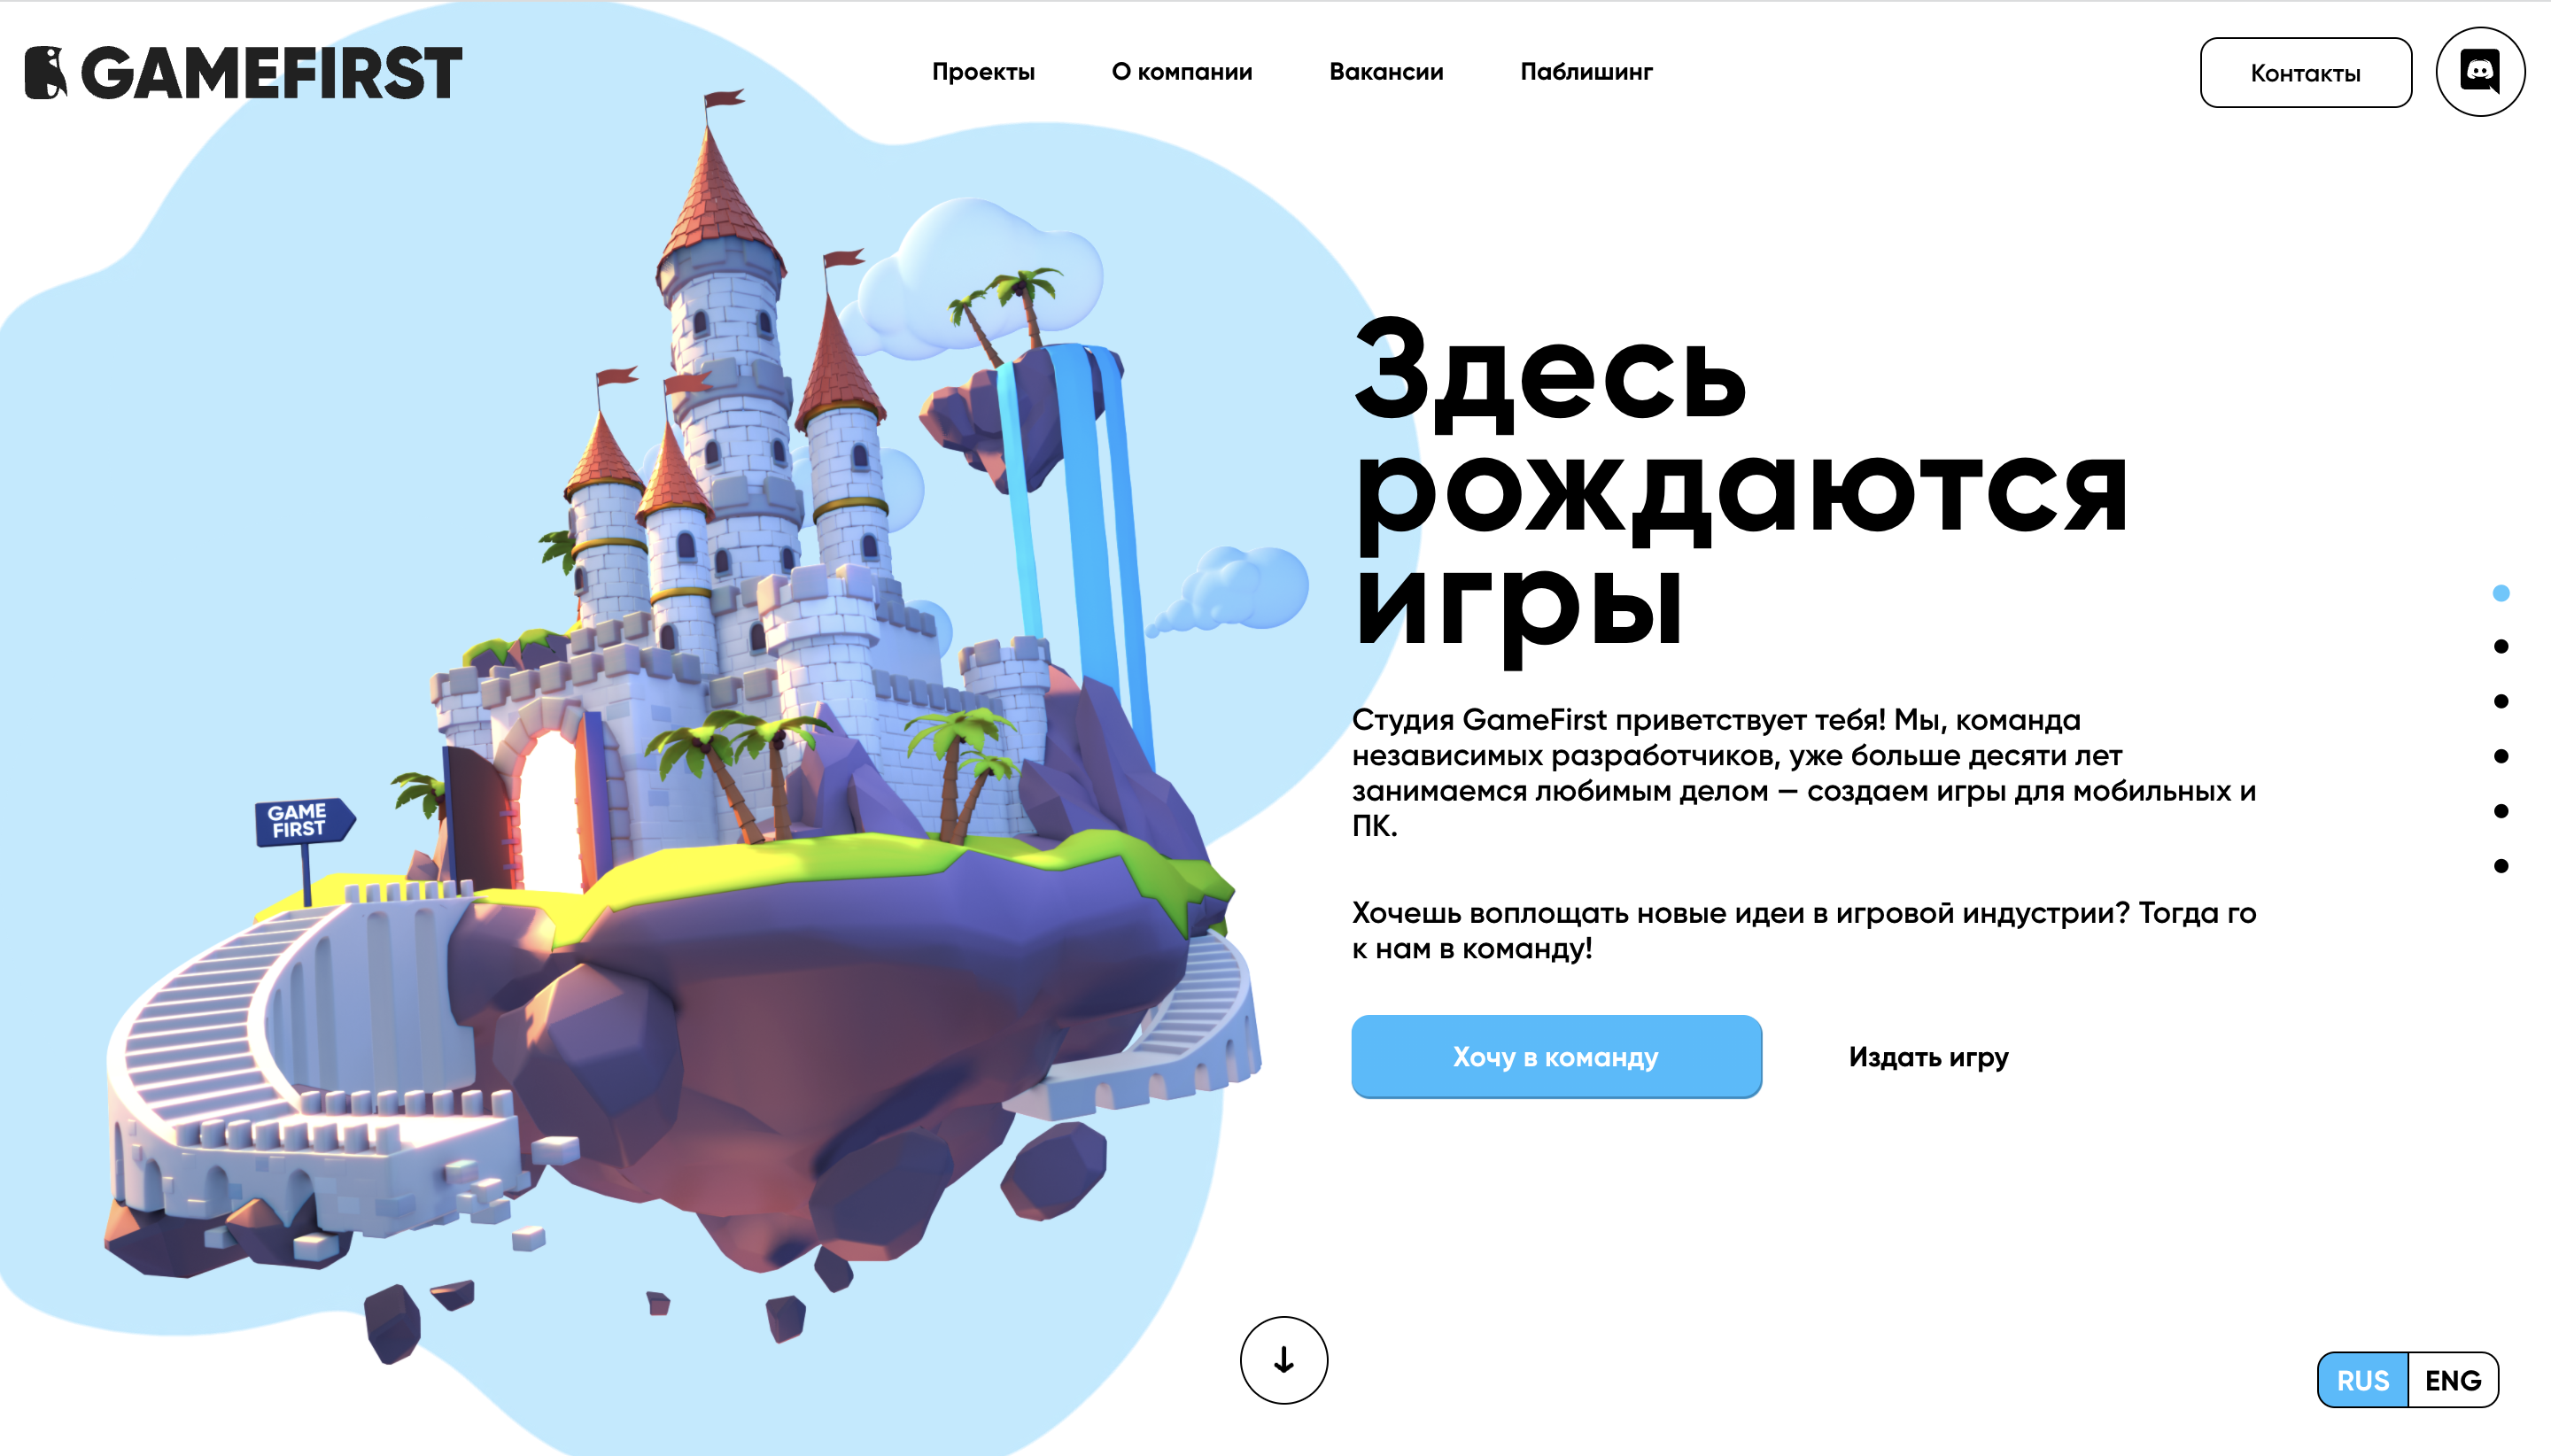 GAMEFIRST
Проекты
О компании
Вакансии
Паблишинг
Контакты
Здесь
рождаются
игры
Студия GameFirst приветствует тебя! Мы, команда
независимых разработчиков, уже больше десяти лет
занимаемся любимым делом — создаем игры для мобильных и
ПК.
Хочешь воплощать новые идеи в игровой индустрии? Тогда го
к нам в команду!
Хочу в команду
Издать игру
GAME
FIRST
RUS
ENG